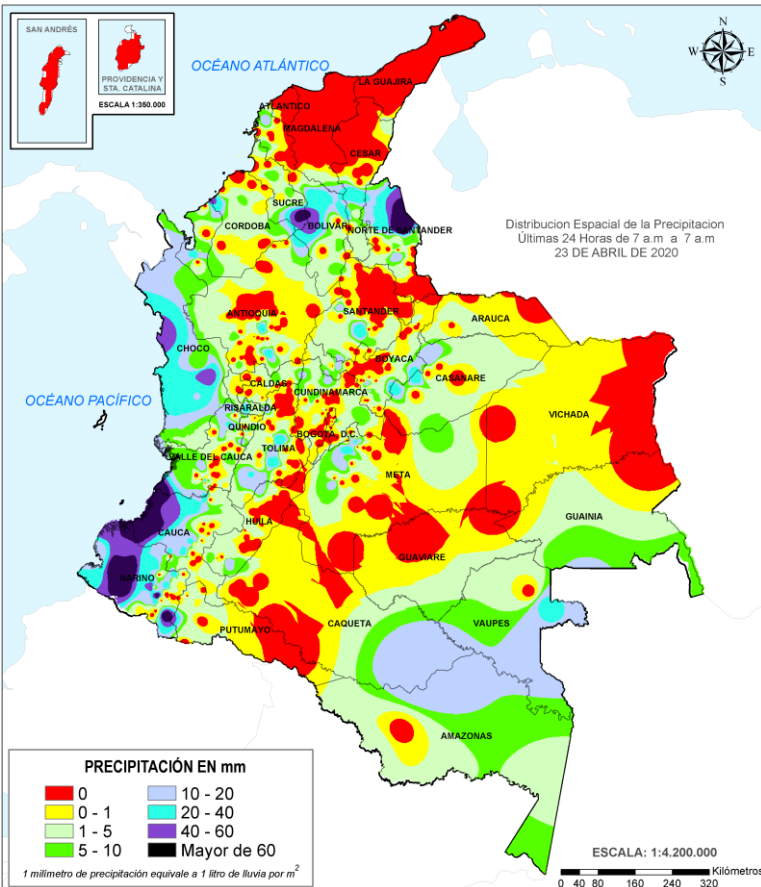 SAN ANDRÉS
PROVIDENCIA Y
STA. CATALINA
ESCALA 1:350.000
OCÉANO ATLÁNTICO
N
W E
S
LA GUAJIRA
ATLANTICO
MAGDALENA
CESAR
SUCRE
BOLIVAR
NORTE DE SANTANDER
CORDOBA
Distribucion Espacial de la Precipitacion
Últimas 24 Horas de 7 a.m a 7 a.m
23 DE ABRIL DE 2020
ANTIOQUIA
SANTANDER
ARAUCA
CHOCO
BOYACA
CASANARE
CALDAS
CUNDINAMARCA
OCÉANO PACÍFICO
RISARALDA
VICHADA
QUINDIO
BOGOTA, D.C.
TOLIMA
VALLE DEL CAUCA
META
GUAINIA
HUILA
CAUCA
GUAVIARE
NARIÑO
CAQUETA
VAUPES
PUTUMAYO
AMAZONAS
PRECIPITACIÓN EN mm
0
0 - 1
1 - 5
5 - 10
10 - 20
20 - 40
40 - 60
Mayor de 60
1 milímetro de precipitación equivale a 1 litro de lluvia por m²
ESCALA: 1:4.200.000
Kilómetros
0 40 80 160 240 320